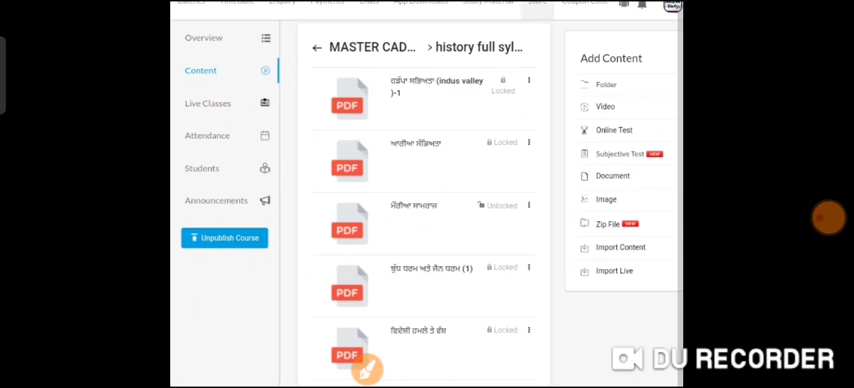 Store
Coupon Code
Overview
Content
Live Classes
Attendance
Students
Announcements
Unpublish Course
← MASTER CAD... > history full syl...
PDF ਹੜੱਪਾ ਸਭਿਅਤਾ (indus valley
)-1
Locked
PDF ਆਰੀਆ ਸੱਭਿਅਤਾ Locked
PDF ਮੌਰੀਆ ਸਾਮਰਾਜ Unlocked
PDF ਬੁੱਧ ਧਰਮ ਅਤੇ ਜੈਨ ਧਰਮ (1) Locked
PDF ਵਿਦੇਸ਼ੀ ਹਮਲੇ ਤੇ ਵੰਸ਼ Locked
Add Content
Folder
Video
Online Test
Subjective Test NEW
Document
Image
Zip File NEW
Import Content
Import Live
DU RECORDER